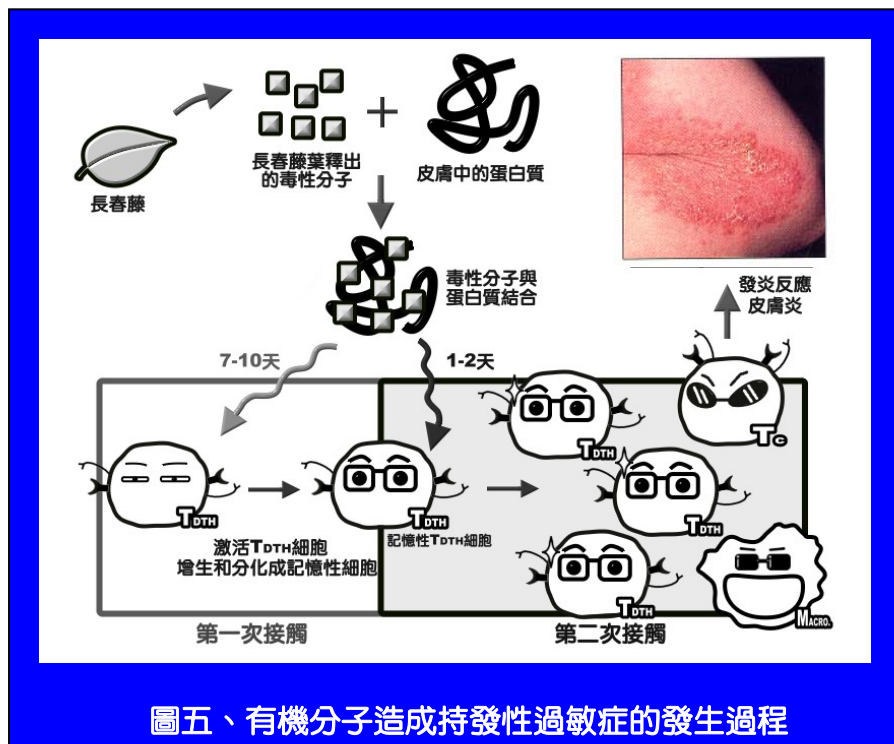 長春藤
長春藤葉釋出
的毒性分子
+
皮膚中的蛋白質
毒性分子與
蛋白質結合
發炎反應
皮膚炎
7-10天
1-2天
TDTH
TDTH
TDTH
TDTH
TDTH
TC
MACRO.
激活TDTH細胞
增生和分化成記憶性細胞
記憶性TDTH細胞
第一次接觸
第二次接觸
圖五、有機分子造成持發性過敏症的發生過程